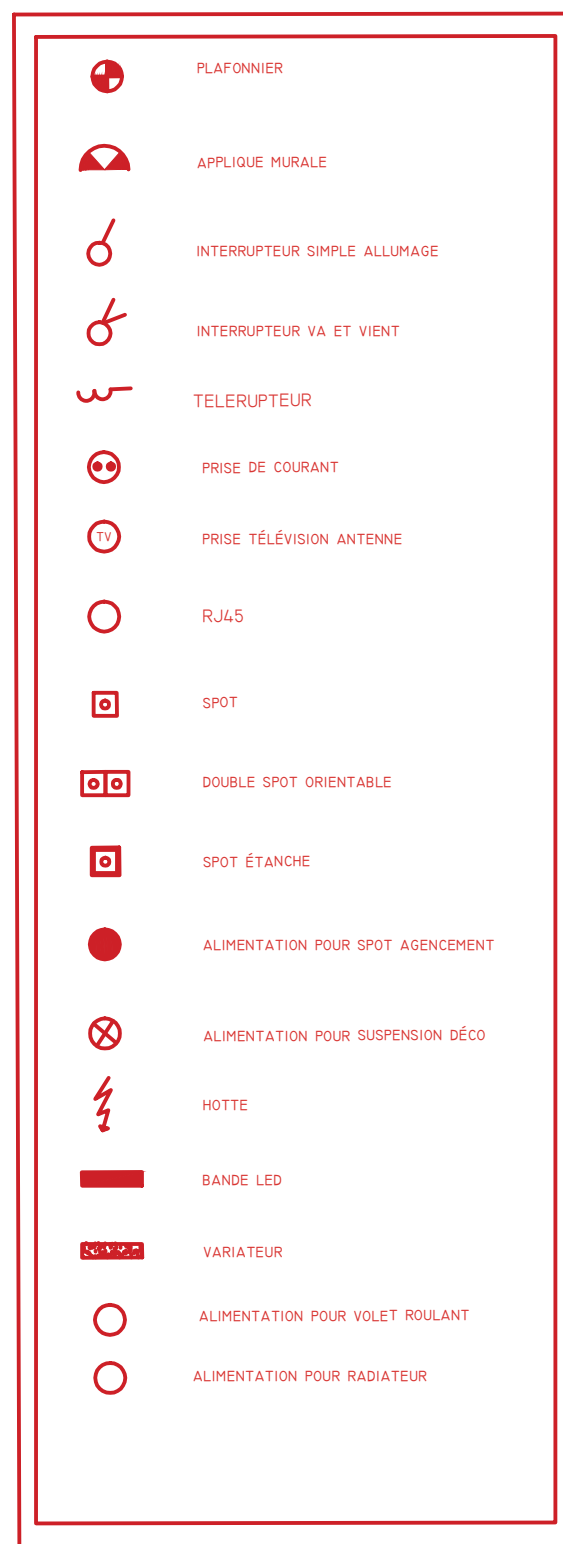 PLAFONNIER
APPLIQUE MURALE
INTERRUPTEUR SIMPLE ALLUMAGE
INTERRUPTEUR VA ET VIENT
TELERUPTEUR
PRISE DE COURANT
TV PRISE TÉLÉVISION ANTENNE
RJ45
SPOT
DOUBLE SPOT ORIENTABLE
SPOT ÉTANCHE
ALIMENTATION POUR SPOT AGENCEMENT
ALIMENTATION POUR SUSPENSION DÉCO
HOTTE
BANDE LED
VARIATEUR
ALIMENTATION POUR VOLET ROULANT
ALIMENTATION POUR RADIATEUR